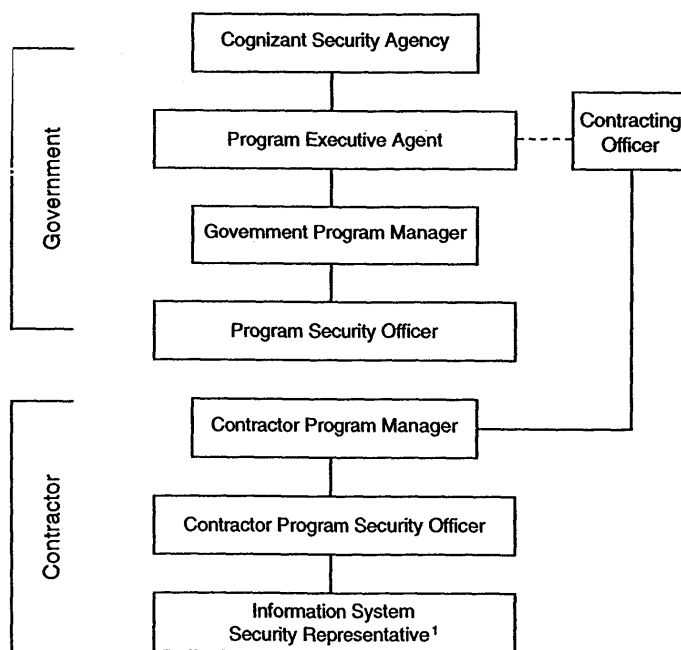 Cognizant Security Agency
Government
Program Executive Agent
Contracting
Officer
Government Program Manager
Program Security Officer
Contractor
Contractor Program Manager
Contractor Program Security Officer
Information System
Security Representative¹